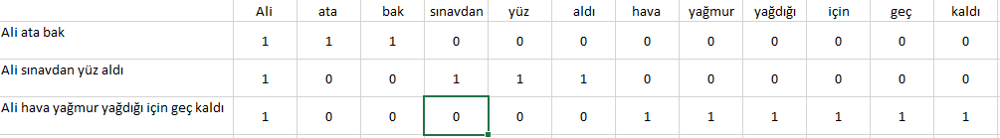 Ali ata bak sınavdan yüz aldı hava yağmur yağdığı için geç kaldı
Ali ata bak 1 1 1 0 0 0 0 0 0 0 0 0
Ali sınavdan yüz aldı 1 0 0 1 1 1 0 0 0 0 0 0
Ali hava yağmur yağdığı için geç kaldı 1 0 0 0 0 0 1 1 1 1 1 1